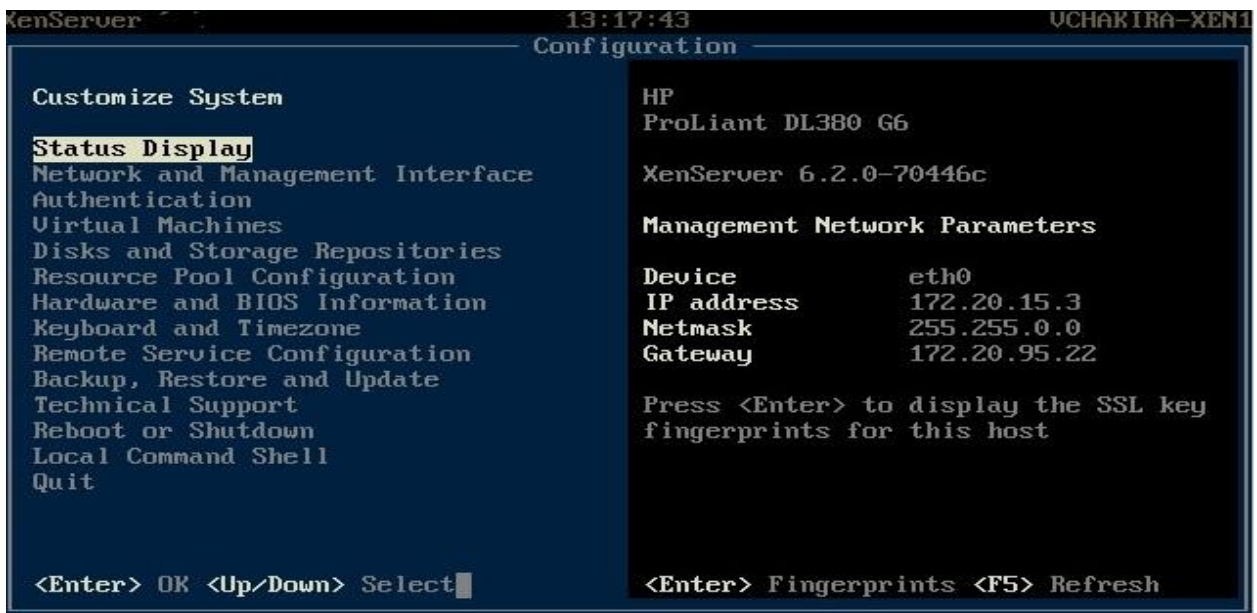 XenServer 13:17:43 VCHAKIRA-XEN1
Configuration
Customize System
Status Display
Network and Management Interface
Authentication
Virtual Machines
Disks and Storage Repositories
Resource Pool Configuration
Hardware and BIOS Information
Keyboard and Timezone
Remote Service Configuration
Backup, Restore and Update
Technical Support
Reboot or Shutdown
Local Command Shell
Quit
<Enter> OK <Up/Down> Select
HP
ProLiant DL380 G6
XenServer 6.2.0-70446c
Management Network Parameters
Device eth0
IP address 172.20.15.3
Netmask 255.255.0.0
Gateway 172.20.95.22
Press <Enter> to display the SSL key
fingerprints for this host
<Enter> Fingerprints <F5> Refresh